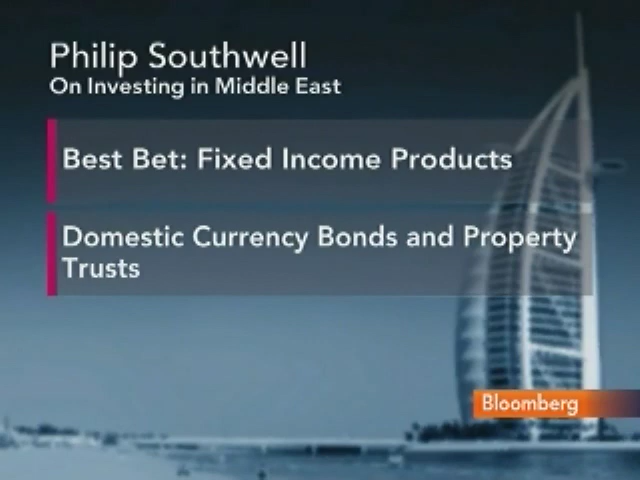 Philip Southwell
On Investing in Middle East
Best Bet: Fixed Income Products
Domestic Currency Bonds and Property
Trusts
Bloomberg